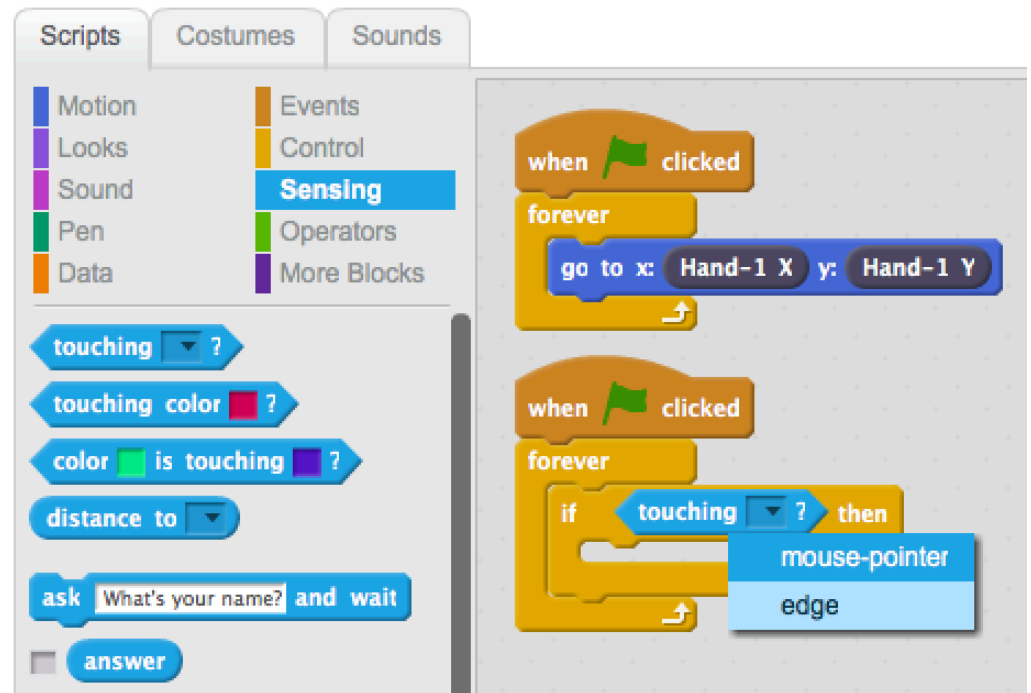 Scripts Costumes Sounds
Motion Events
Looks Control
Sound Sensing
Pen Operators
Data More Blocks
touching ?
touching color ?
color is touching ?
distance to
ask What's your name? and wait
answer
when clicked
forever
go to x: Hand-1 X y: Hand-1 Y
when clicked
forever
if touching ? then
mouse-pointer
edge